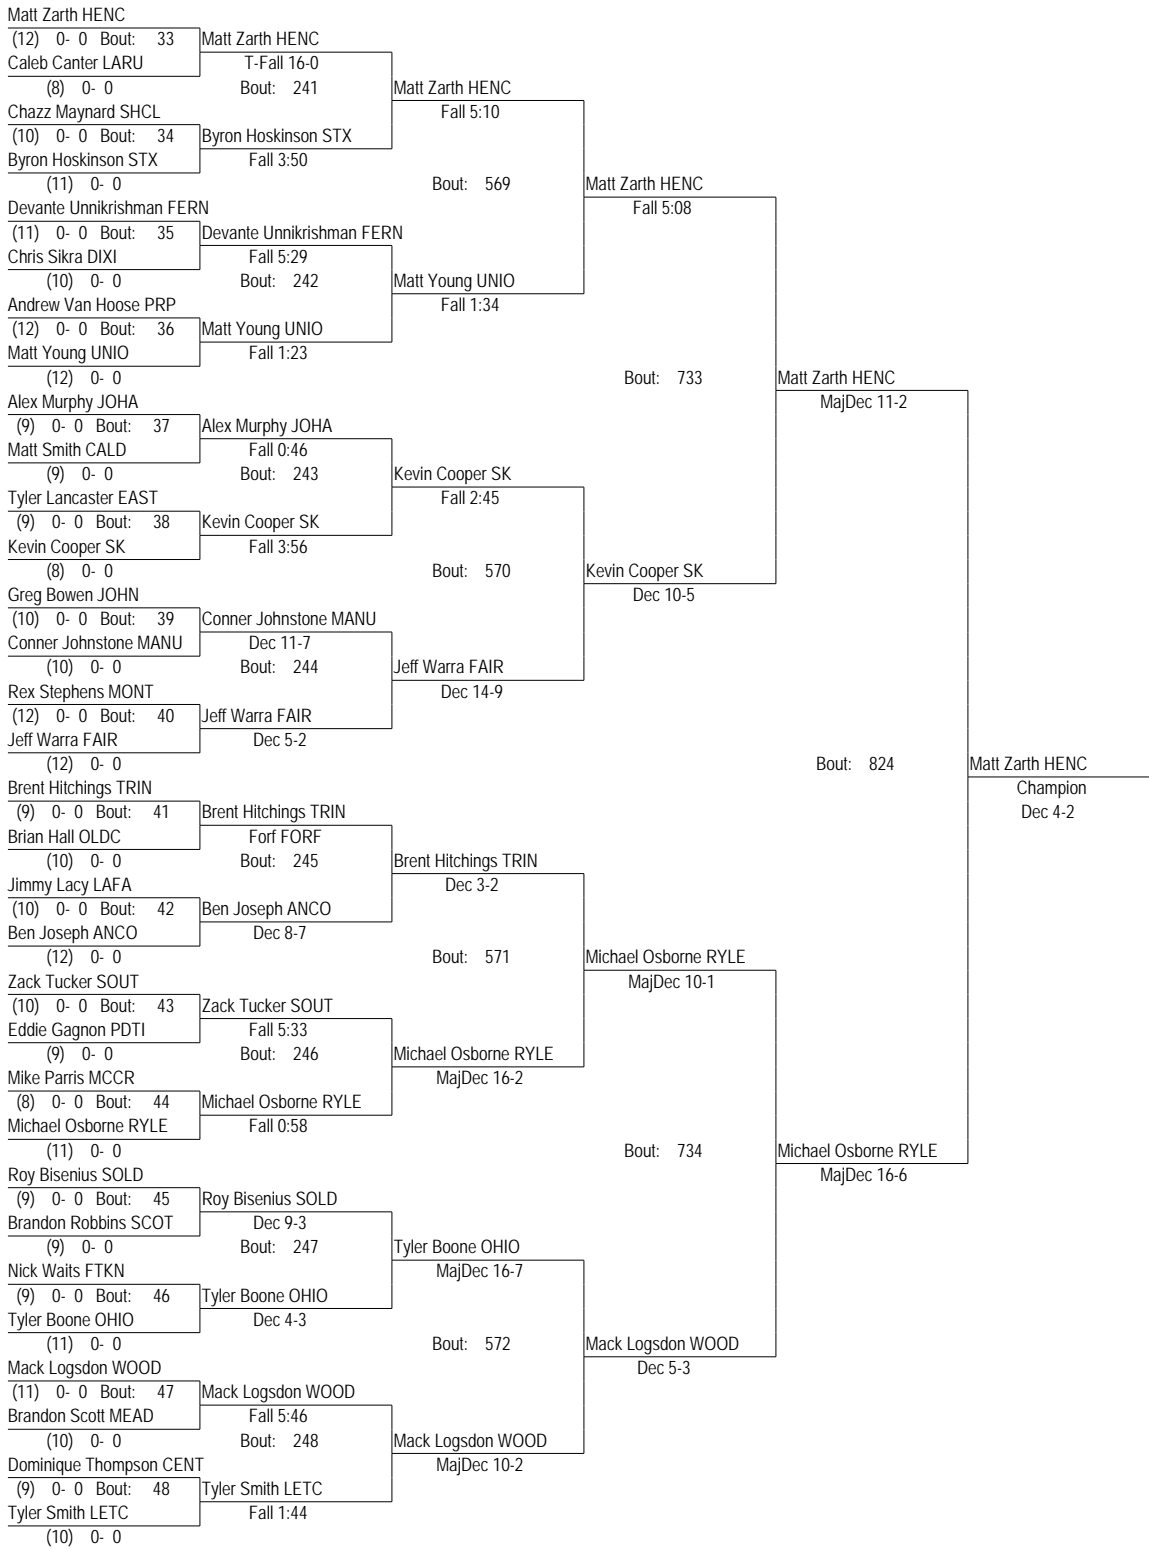 Matt Zarth HENC
(12) 0- 0 Bout: 33 Matt Zarth HENC
Caleb Canter LARU T-Fall 16-0
(8) 0- 0 Bout: 241 Matt Zarth HENC
Chazz Maynard SHCL Fall 5:10
(10) 0- 0 Bout: 34 Byron Hoskinson STX
Byron Hoskinson STX Fall 3:50
(11) 0- 0 Bout: 569 Matt Zarth HENC
Devante Unnikrishman FERN Fall 5:08
(11) 0- 0 Bout: 35 Devante Unnikrishman FERN
Chris Sikra DIXI Fall 5:29
(10) 0- 0 Bout: 242 Matt Young UNIO
Andrew Van Hoose PRP Fall 1:34
(12) 0- 0 Bout: 36 Matt Young UNIO
Matt Young UNIO Fall 1:23
(12) 0- 0 Bout: 733 Matt Zarth HENC
Alex Murphy JOHA MajDec 11-2
(9) 0- 0 Bout: 37 Alex Murphy JOHA
Matt Smith CALD Fall 0:46
(9) 0- 0 Bout: 243 Kevin Cooper SK
Tyler Lancaster EAST Fall 2:45
(9) 0- 0 Bout: 38 Kevin Cooper SK
Kevin Cooper SK Fall 3:56
(8) 0- 0 Bout: 570 Kevin Cooper SK
Greg Bowen JOHN Dec 10-5
(10) 0- 0 Bout: 39 Conner Johnstone MANU
Conner Johnstone MANU Dec 11-7
(10) 0- 0 Bout: 244 Jeff Warra FAIR
Rex Stephens MONT Dec 14-9
(12) 0- 0 Bout: 40 Jeff Warra FAIR
Jeff Warra FAIR Dec 5-2
(12) 0- 0 Bout: 824 Matt Zarth HENC
Brent Hitchings TRIN Champion
(9) 0- 0 Bout: 41 Brent Hitchings TRIN Dec 4-2
Brian Hall OLDC Forf FORF
(10) 0- 0 Bout: 245 Brent Hitchings TRIN
Jimmy Lacy LAFA Dec 3-2
(10) 0- 0 Bout: 42 Ben Joseph ANCO
Ben Joseph ANCO Dec 8-7
(12) 0- 0 Bout: 571 Michael Osborne RYLE
Zack Tucker SOUT MajDec 10-1
(10) 0- 0 Bout: 43 Zack Tucker SOUT
Eddie Gagnon PDTI Fall 5:33
(9) 0- 0 Bout: 246 Michael Osborne RYLE
Mike Parris MCCR MajDec 16-2
(8) 0- 0 Bout: 44 Michael Osborne RYLE
Michael Osborne RYLE Fall 0:58
(11) 0- 0 Bout: 734 Michael Osborne RYLE
Roy Bisenius SOLD MajDec 16-6
(9) 0- 0 Bout: 45 Roy Bisenius SOLD
Brandon Robbins SCOT Dec 9-3
(9) 0- 0 Bout: 247 Tyler Boone OHIO
Nick Waits FTKN MajDec 16-7
(9) 0- 0 Bout: 46 Tyler Boone OHIO
Tyler Boone OHIO Dec 4-3
(11) 0- 0 Bout: 572 Mack Logsdon WOOD
Mack Logsdon WOOD Dec 5-3
(11) 0- 0 Bout: 47 Mack Logsdon WOOD
Brandon Scott MEAD Fall 5:46
(10) 0- 0 Bout: 248 Mack Logsdon WOOD
Dominique Thompson CENT MajDec 10-2
(9) 0- 0 Bout: 48 Tyler Smith LETC
Tyler Smith LETC Fall 1:44
(10) 0- 0